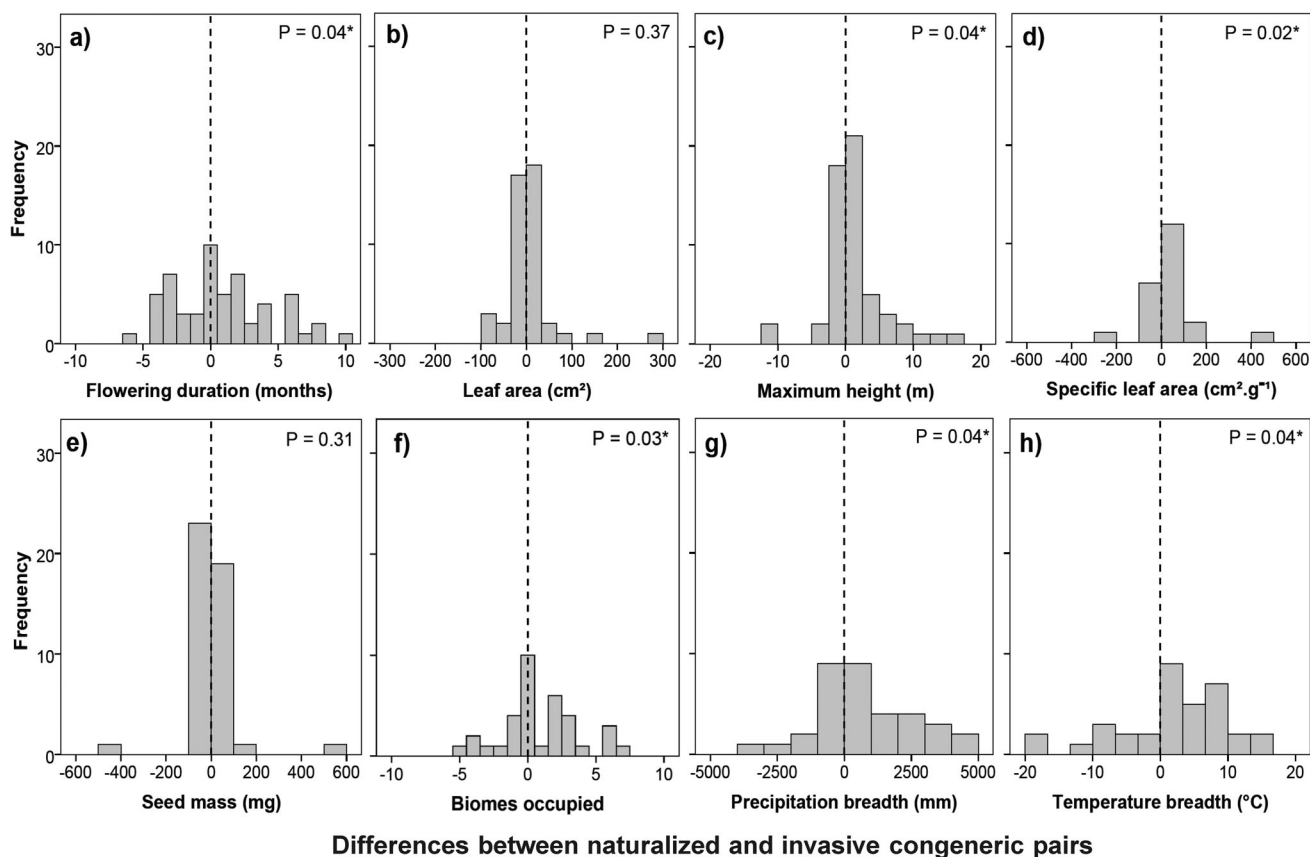 a)
P = 0.04*
b)
P = 0.37
c)
P = 0.04*
d)
P = 0.02*
Frequency
30
20
10
0
-10 -5 0 5 10
-300 -200 -100 0 100 200 300
-20 -10 0 10 20
-600 -400 -200 0 200 400 600
Flowering duration (months)
Leaf area (cm²)
Maximum height (m)
Specific leaf area (cm².g⁻¹)
e)
P = 0.31
f)
P = 0.03*
g)
P = 0.04*
h)
P = 0.04*
Frequency
30
20
10
0
-600 -400 -200 0 200 400 600
-10 -5 0 5 10
-5000 -2500 0 2500 5000
-20 -10 0 10 20
Seed mass (mg)
Biomes occupied
Precipitation breadth (mm)
Temperature breadth (°C)
Differences between naturalized and invasive congeneric pairs